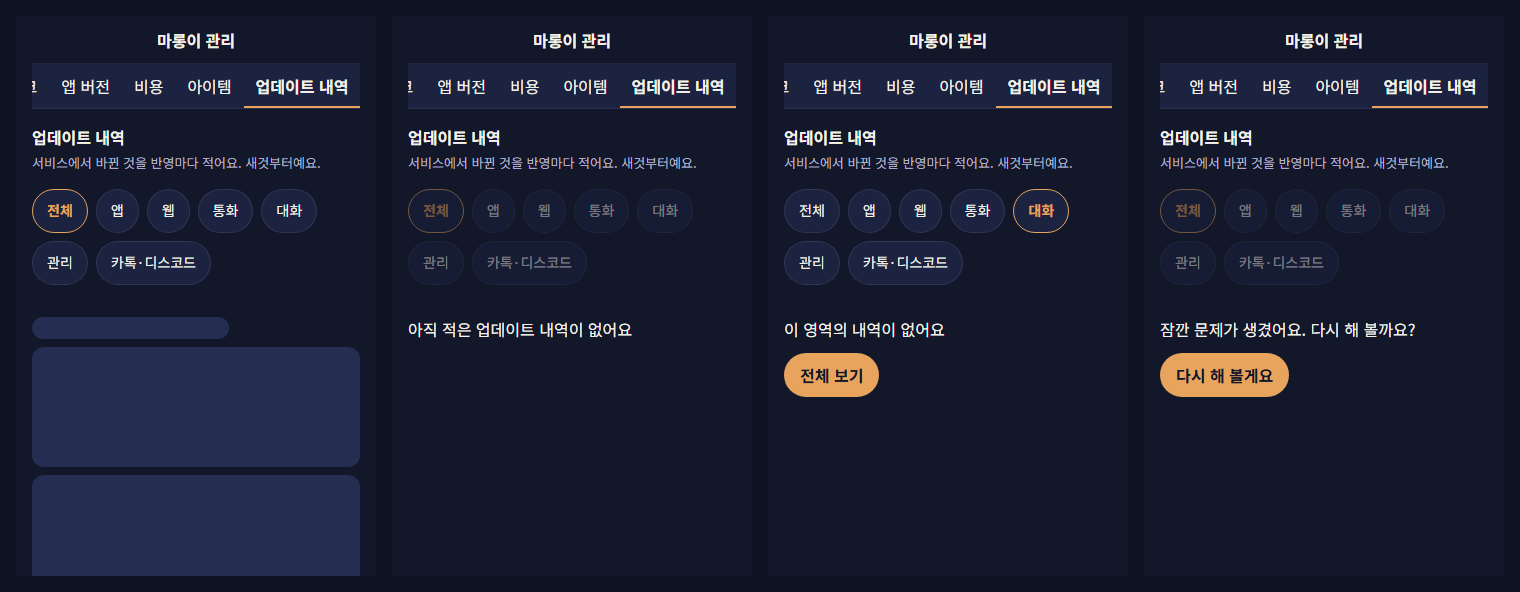 마롱이 관리
앱 버전 비용 아이템 업데이트 내역
업데이트 내역
서비스에서 바뀐 것을 반영마다 적어요. 새것부터예요.
전체 앱 웹 통화 대화
관리 카톡·디스코드
마롱이 관리
앱 버전 비용 아이템 업데이트 내역
업데이트 내역
서비스에서 바뀐 것을 반영마다 적어요. 새것부터예요.
전체 앱 웹 통화 대화
관리 카톡·디스코드
아직 적은 업데이트 내역이 없어요
마롱이 관리
앱 버전 비용 아이템 업데이트 내역
업데이트 내역
서비스에서 바뀐 것을 반영마다 적어요. 새것부터예요.
전체 앱 웹 통화 대화
관리 카톡·디스코드
이 영역의 내역이 없어요
전체 보기
마롱이 관리
앱 버전 비용 아이템 업데이트 내역
업데이트 내역
서비스에서 바뀐 것을 반영마다 적어요. 새것부터예요.
전체 앱 웹 통화 대화
관리 카톡·디스코드
잠깐 문제가 생겼어요. 다시 해 볼까요?
다시 해 볼게요